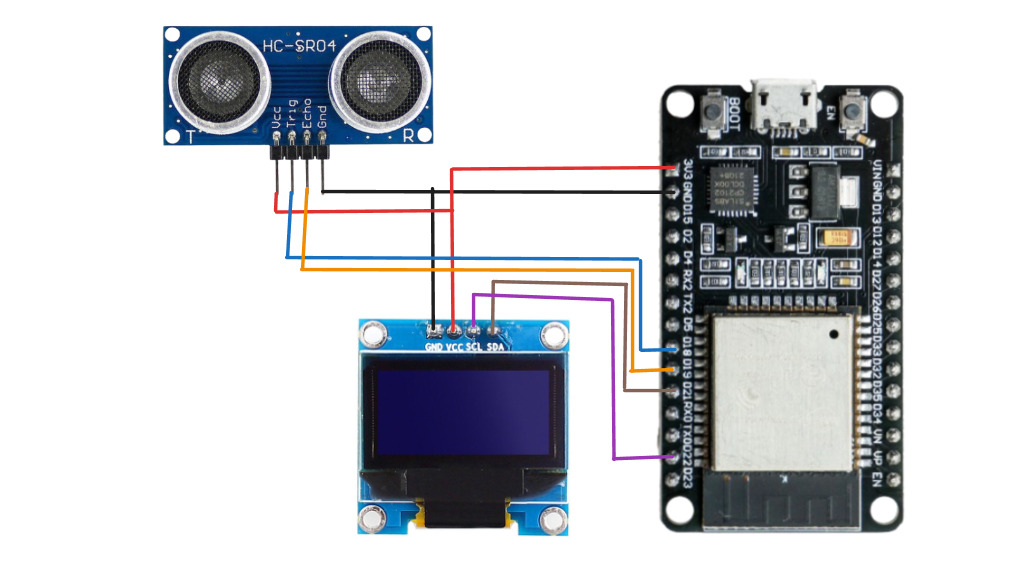 HC-SR04
Vcc
Trig
Echo
Gnd
T
R
BOOT
EN
3V3
GND
D15
D2
D4
RX2
TX2
D5
D18
D19
D21
RX0
TX0
D22
D23
VIN
GND
D13
D12
D14
D27
D26
D25
D33
D32
D35
D34
VN
VP
EN
SILABS
CP2102
GND VCC SCL SDA